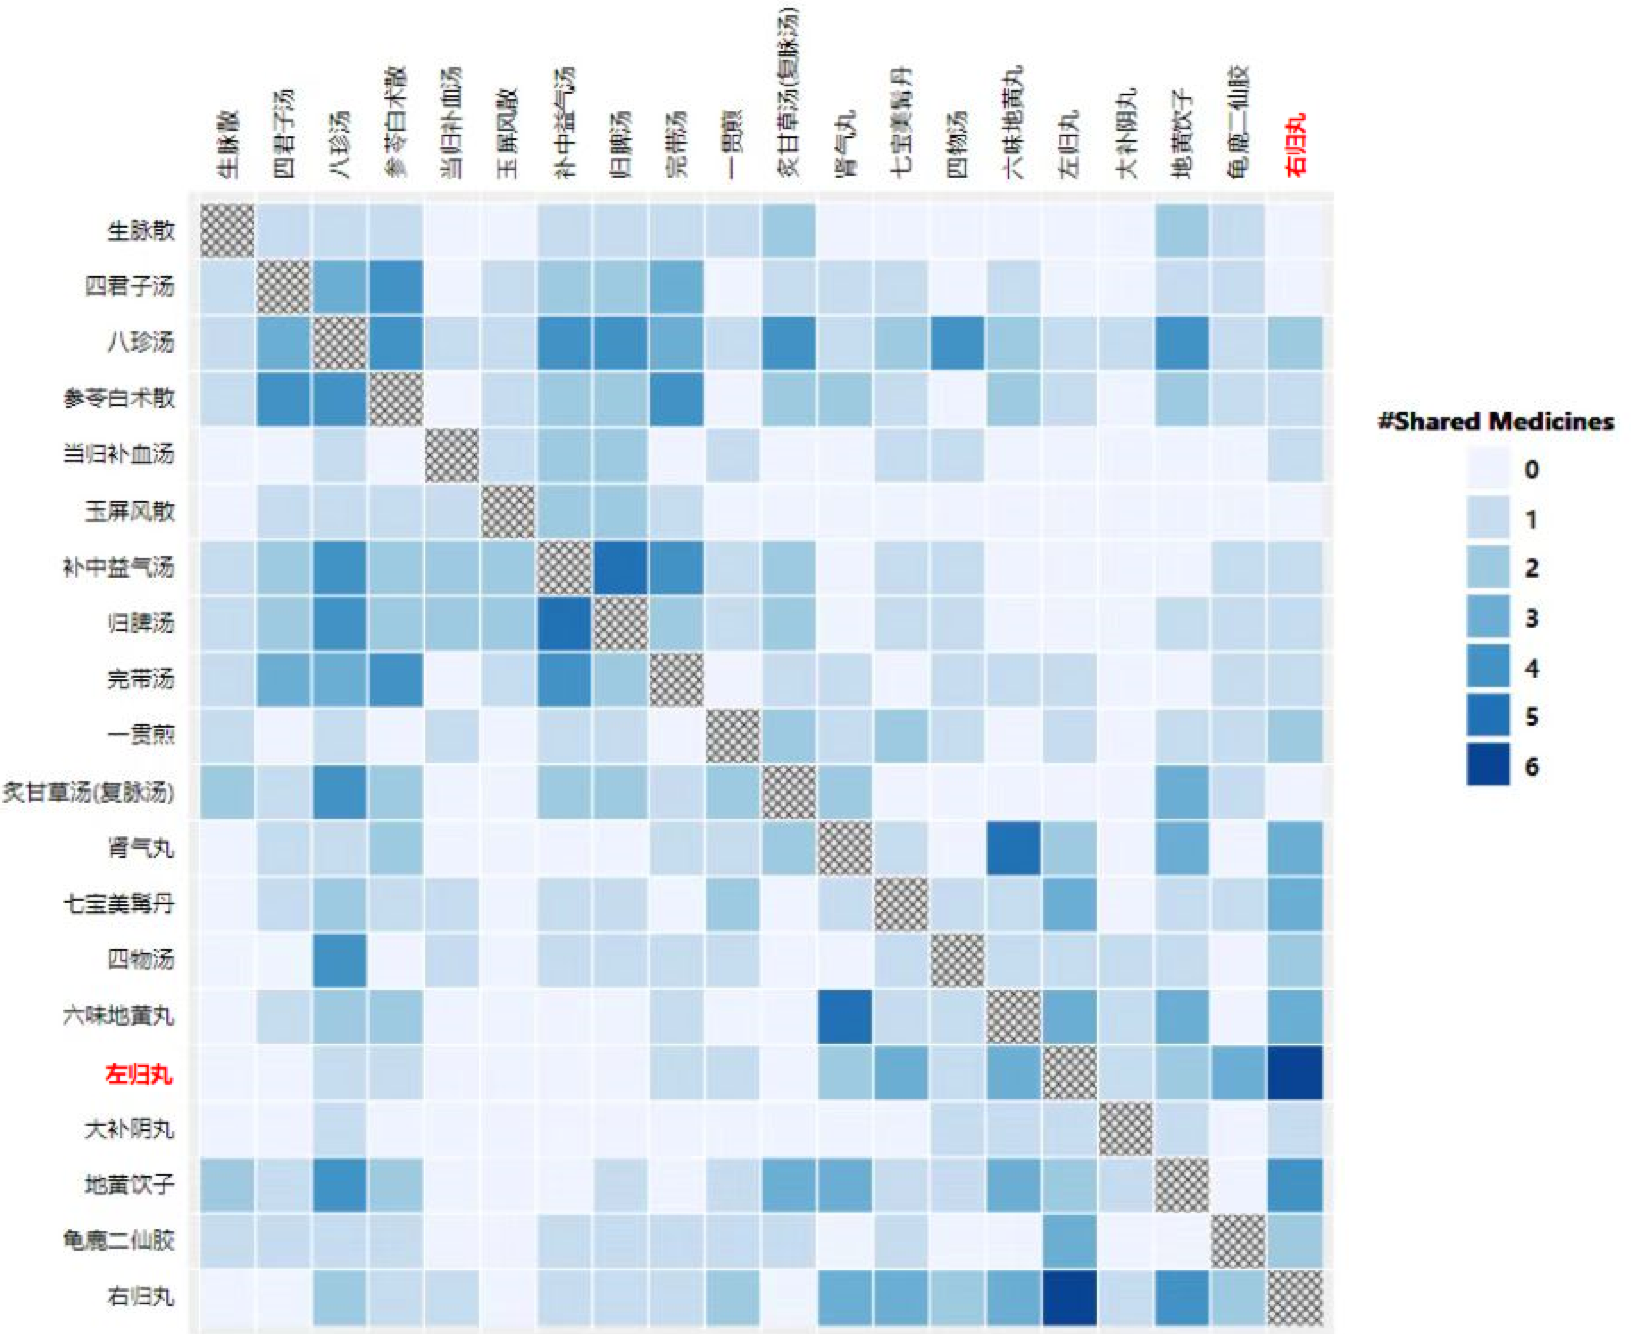 生脉散
四君子汤
八珍汤
参苓白术散
当归补血汤
玉屏风散
补中益气汤
归脾汤
完带汤
一贯煎
炙甘草汤(复脉汤)
肾气丸
七宝美髯丹
四物汤
六味地黄丸
左归丸
大补阴丸
地黄饮子
龟鹿二仙胶
右归丸
生脉散
四君子汤
八珍汤
参苓白术散
当归补血汤
玉屏风散
补中益气汤
归脾汤
完带汤
一贯煎
炙甘草汤(复脉汤)
肾气丸
七宝美髯丹
四物汤
六味地黄丸
左归丸
大补阴丸
地黄饮子
龟鹿二仙胶
右归丸
#Shared Medicines
0
1
2
3
4
5
6